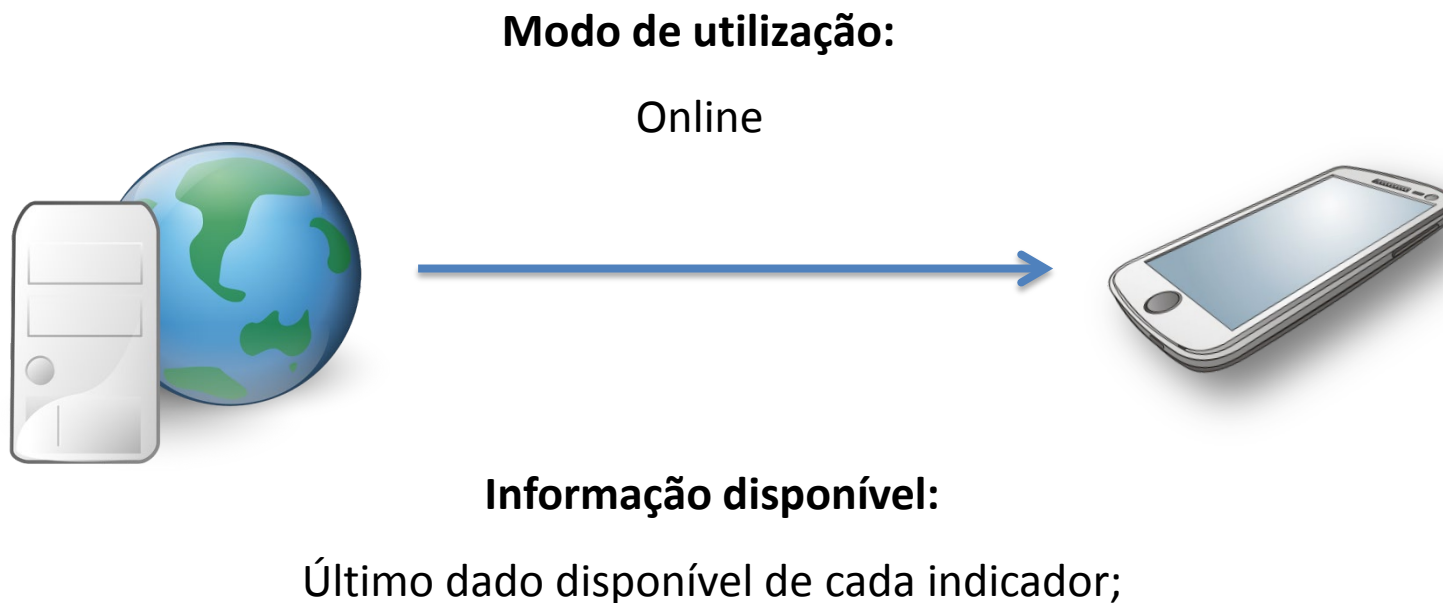 Modo de utilização:
Online
Informação disponível:
Último dado disponível de cada indicador;